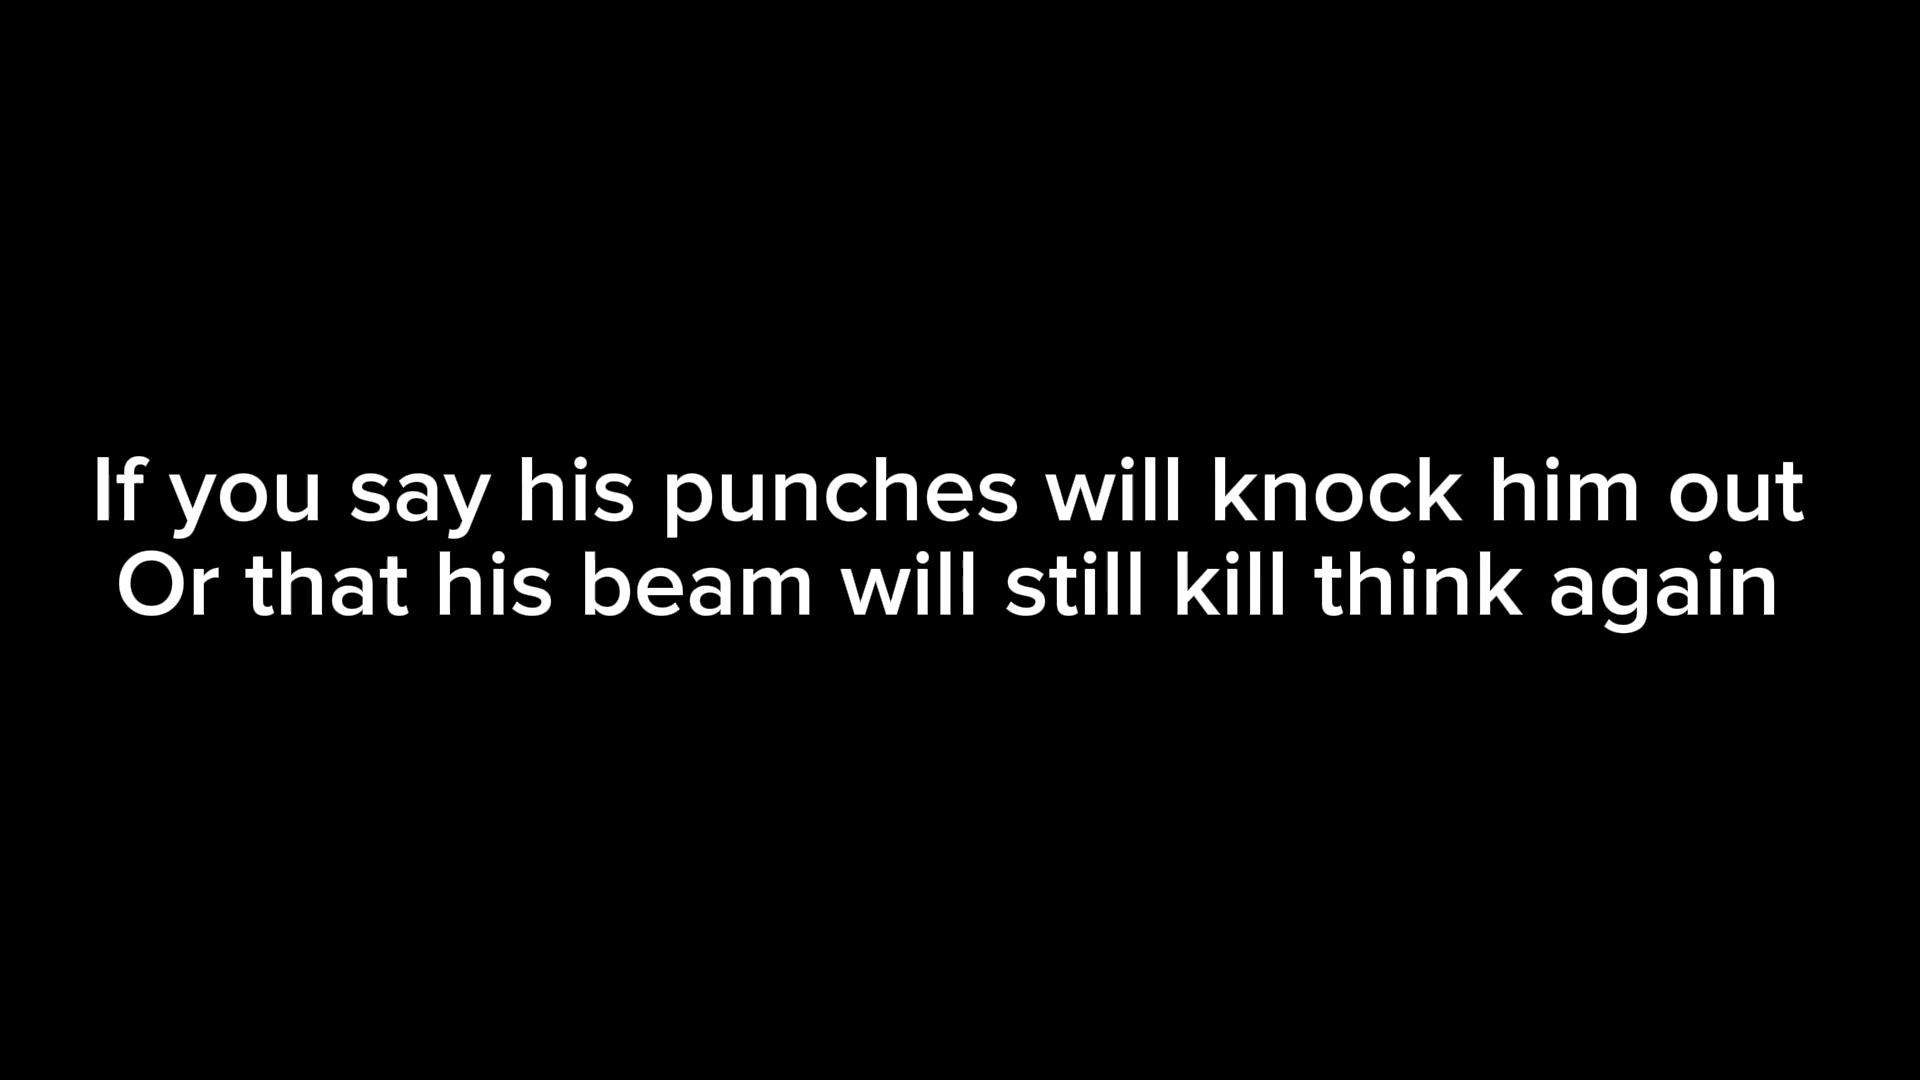 If you say his punches will knock him out
Or that his beam will still kill think again